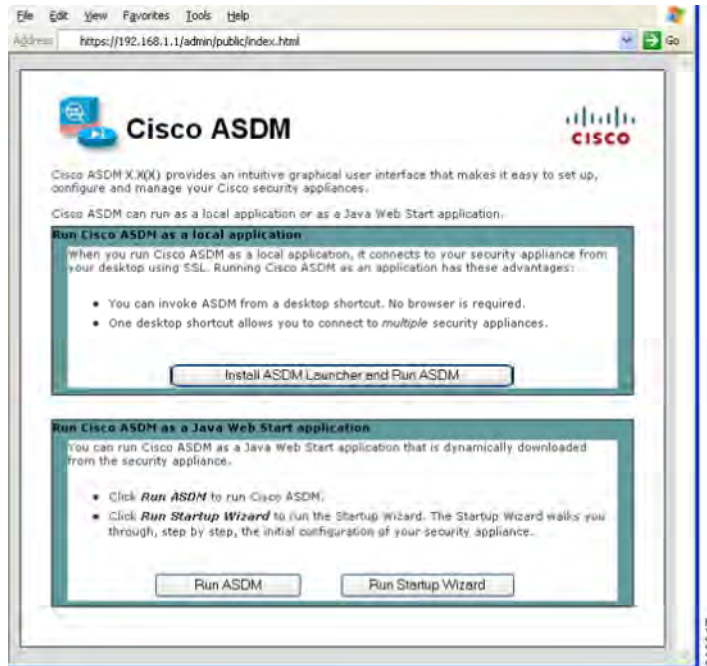 File Edit View Favorites Tools Help
Address https://192.168.1.1/admin/public/index.html Go
Cisco ASDM
CISCO
Cisco ASDM X.X(X) provides an intuitive graphical user interface that makes it easy to set up,
configure and manage your Cisco security appliances.
Cisco ASDM can run as a local application or as a Java Web Start application.
Run Cisco ASDM as a local application
When you run Cisco ASDM as a local application, it connects to your security appliance from
your desktop using SSL. Running Cisco ASDM as an application has these advantages:
• You can invoke ASDM from a desktop shortcut. No browser is required.
• One desktop shortcut allows you to connect to multiple security appliances.
Install ASDM Launcher and Run ASDM
Run Cisco ASDM as a Java Web Start application
You can run Cisco ASDM as a Java Web Start application that is dynamically downloaded
from the security appliance.
• Click Run ASDM to run Cisco ASDM.
• Click Run Startup Wizard to run the Startup Wizard. The Startup Wizard walks you
through, step by step, the initial configuration of your security appliance.
Run ASDM Run Startup Wizard